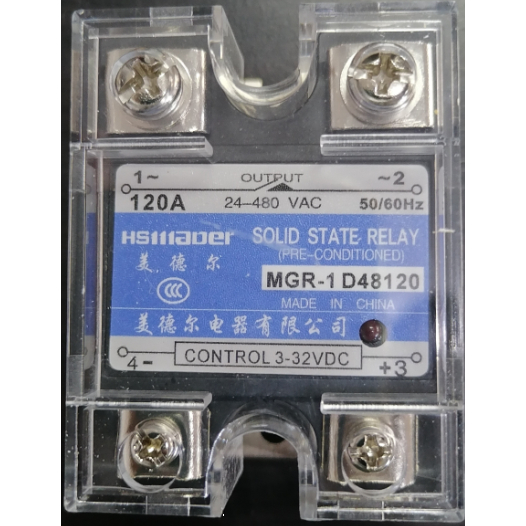 1~ OUTPUT ~2
120A 24-480 VAC 50/60Hz
HSMADER SOLID STATE RELAY
(PRE-CONDITIONED)
美德尔 MGR-1 D48120
CCC MADE IN CHINA
美德尔电器有限公司
4- CONTROL 3-32VDC +3